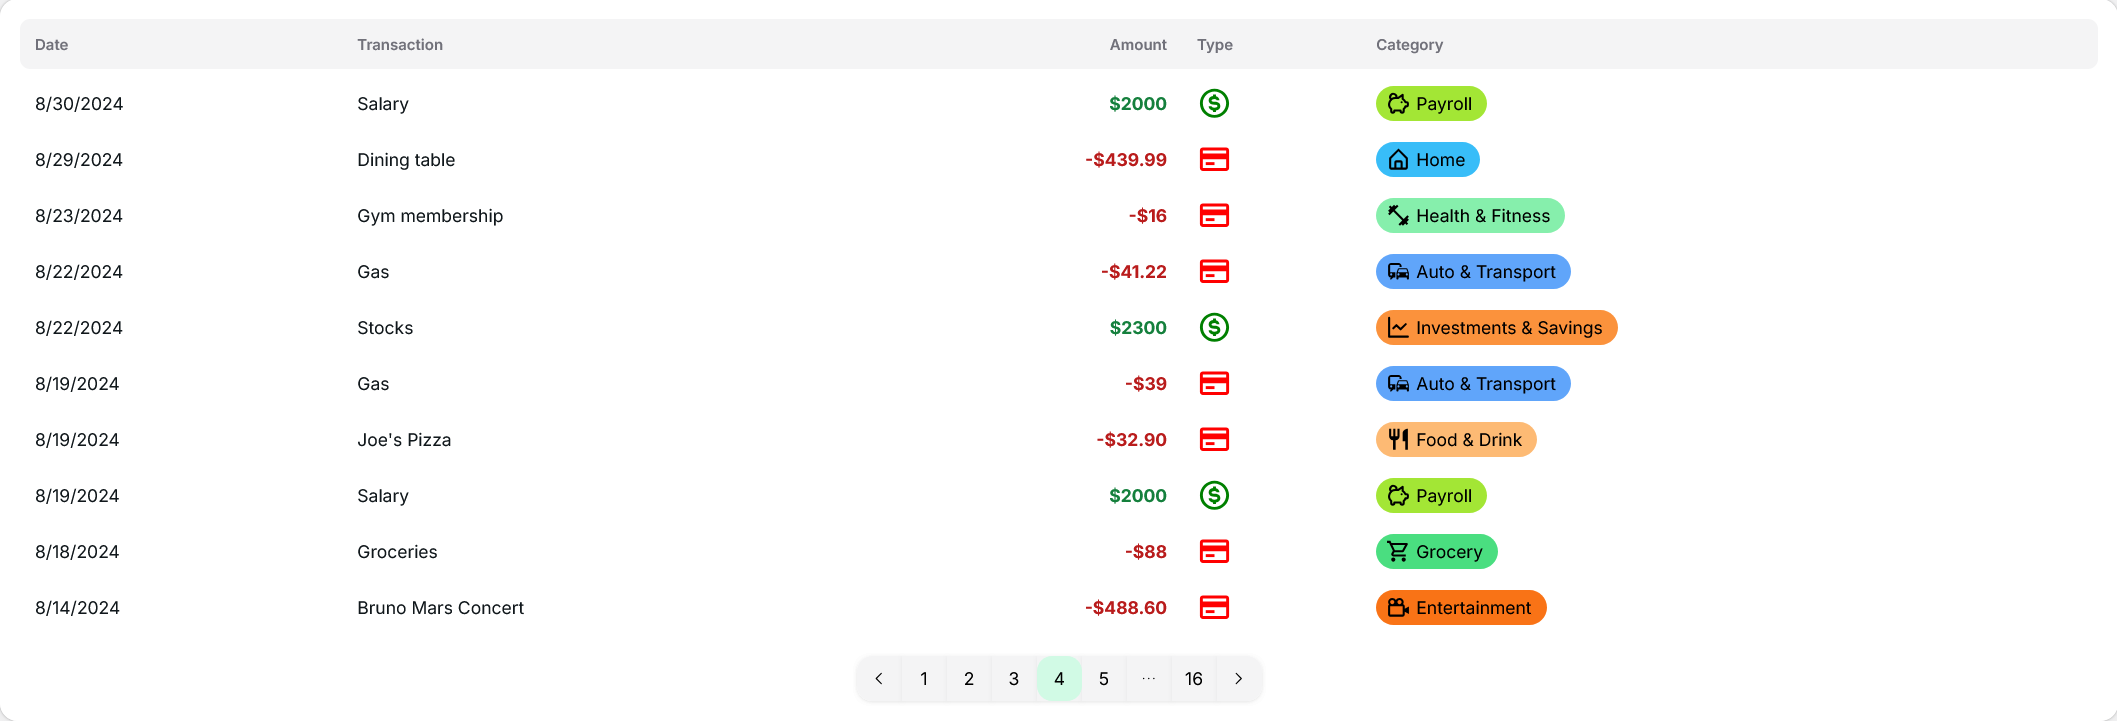 Date Transaction Amount Type Category
8/30/2024 Salary $2000 Payroll
8/29/2024 Dining table -$439.99 Home
8/23/2024 Gym membership -$16 Health & Fitness
8/22/2024 Gas -$41.22 Auto & Transport
8/22/2024 Stocks $2300 Investments & Savings
8/19/2024 Gas -$39 Auto & Transport
8/19/2024 Joe's Pizza -$32.90 Food & Drink
8/19/2024 Salary $2000 Payroll
8/18/2024 Groceries -$88 Grocery
8/14/2024 Bruno Mars Concert -$488.60 Entertainment
1 2 3 4 5 ... 16